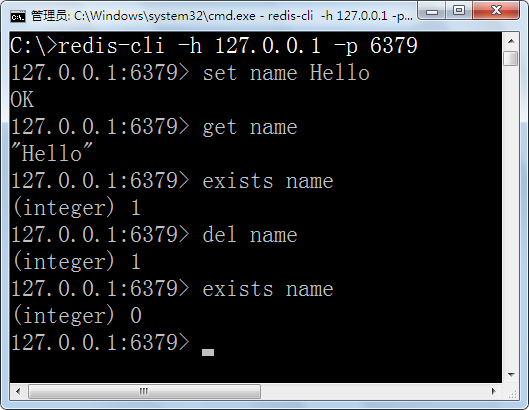 管理员: C:\Windows\system32\cmd.exe - redis-cli  -h 127.0.0.1 -p...
C:\>redis-cli -h 127.0.0.1 -p 6379
127.0.0.1:6379> set name Hello
OK
127.0.0.1:6379> get name
"Hello"
127.0.0.1:6379> exists name
(integer) 1
127.0.0.1:6379> del name
(integer) 1
127.0.0.1:6379> exists name
(integer) 0
127.0.0.1:6379>